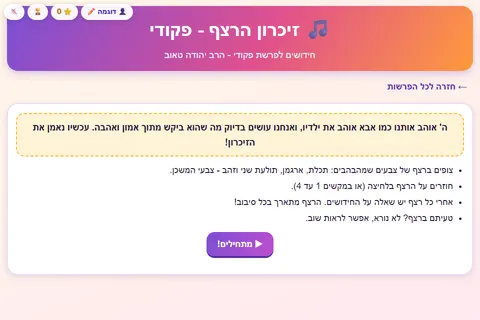 👤 דוגמה 🖍️ ⭐ 0
🎵 זיכרון הרצף - פקודי
חידושים לפרשת פקודי - הרב יהודה טאוב
← חזרה לכל הפרשות
ה' אוהב אותנו כמו אבא אוהב את ילדיו, ואנחנו עושים בדיוק מה שהוא ביקש מתוך אמון ואהבה. עכשיו נאמן את
הזיכרון!
• צופים ברצף של צבעים שמהבהבים: תכלת, ארגמן, תולעת שני וזהב - צבעי המשכן.
• חוזרים על הרצף בלחיצה (או במקשים 1 עד 4).
• אחרי כל רצף יש שאלה על החידושים. הרצף מתארך בכל סיבוב!
• טעיתם ברצף? לא נורא, אפשר לראות שוב.
▶ מתחילים!